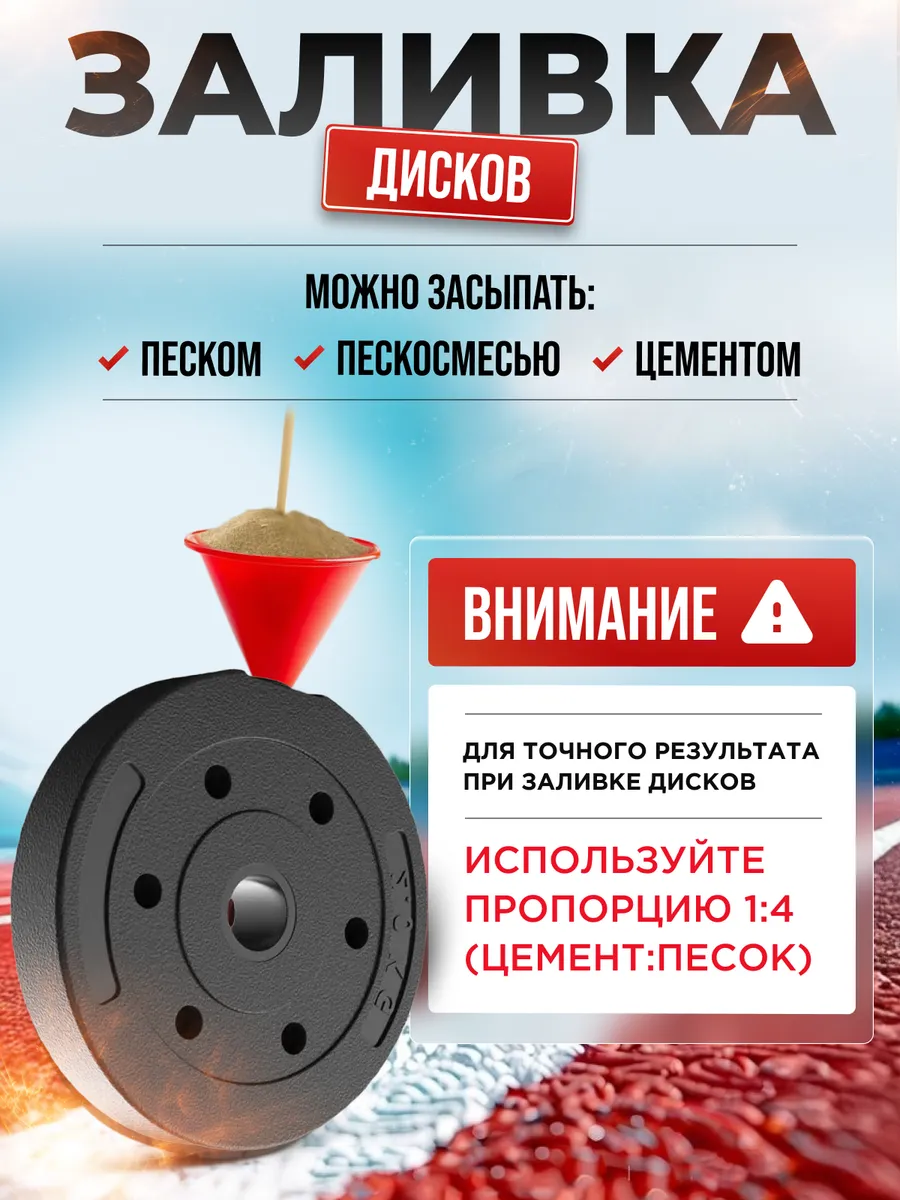 ЗАЛИВКА
ДИСКОВ
МОЖНО ЗАСЫПАТЬ:
ПЕСКОМ ПЕСКОСМЕСЬЮ ЦЕМЕНТОМ
ВНИМАНИЕ
ДЛЯ ТОЧНОГО РЕЗУЛЬТАТА
ПРИ ЗАЛИВКЕ ДИСКОВ
ИСПОЛЬЗУЙТЕ
ПРОПОРЦИЮ 1:4
(ЦЕМЕНТ:ПЕСОК)